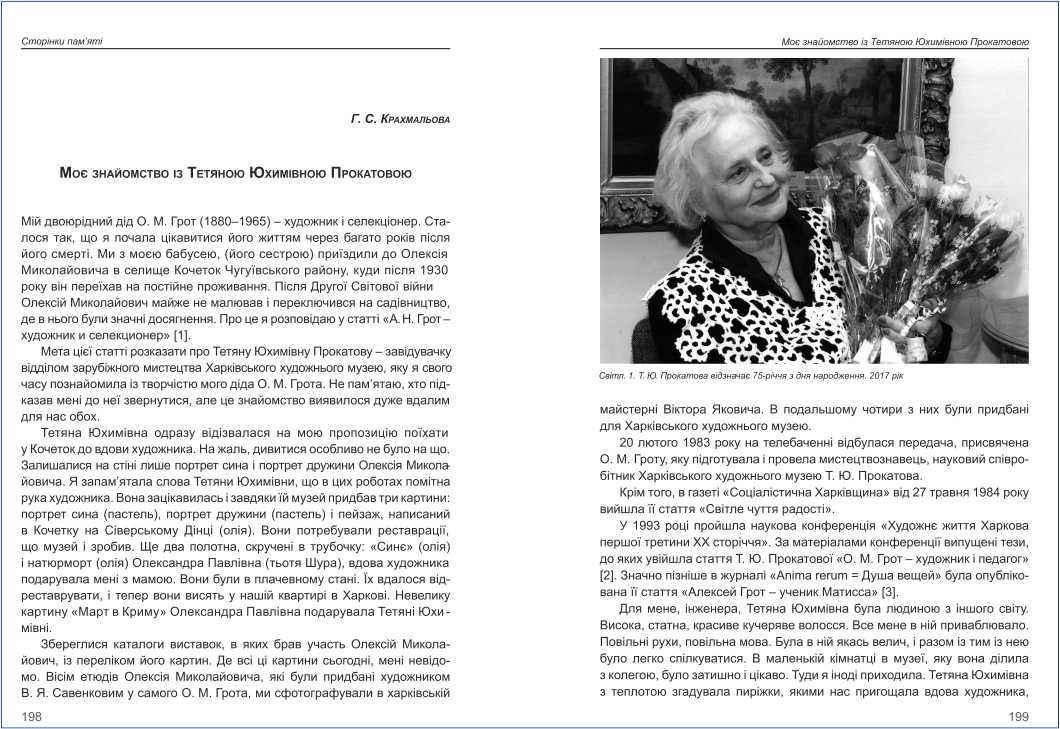 Сторінки пам’яті
Г. С. Крахмальова
Моє знайомство із Тетяною Юхимівною Прокатовою
Мій двоюрідний дід О. М. Грот (1880–1965) – художник і селекціонер. Ста-
лося так, що я почала цікавитися його життям через багато років після
його смерті. Ми з моєю бабусею, (його сестрою) приїздили до Олексія
Миколайовича в селище Кочеток Чугуївського району, куди після 1930
року він переїхав на постійне проживання. Після Другої Світової війни
Олексій Миколайович майже не малював і переключився на садівництво,
де в нього були значні досягнення. Про це я розповідаю у статті «А. Н. Грот –
художник и селекционер» [1].
Мета цієї статті розказати про Тетяну Юхимівну Прокатову – завідувачку
відділом зарубіжного мистецтва Харківського художнього музею, яку я свого
часу познайомила із творчістю мого діда О. М. Грота. Не пам’ятаю, хто під-
казав мені до неї звернутися, але це знайомство виявилося дуже вдалим
для нас обох.
Тетяна Юхимівна одразу відізвалася на мою пропозицію поїхати
у Кочеток до вдови художника. На жаль, дивитися особливо не було на що.
Залишалися на стіні лише портрет сина і портрет дружини Олексія Микола-
йовича. Я запам’ятала слова Тетяни Юхимівни, що в цих роботах помітна
рука художника. Вона зацікавилась і завдяки їй музей придбав три картини:
портрет сина (пастель), портрет дружини (пастель) і пейзаж, написаний
в Кочетку на Сіверському Дінці (олія). Вони потребували реставрації,
що музей і зробив. Ще два полотна, скручені в трубочку: «Синє» (олія)
і натюрморт (олія) Олександра Павлівна (тьотя Шура), вдова художника
подарувала мені з мамою. Вони були в плачевному стані. Їх вдалося від-
реставрувати, і тепер вони висять у нашій квартирі в Харкові. Невелику
картину «Март в Криму» Олександра Павлівна подарувала Тетяні Юхи-
мівні.
Збереглися каталоги виставок, в яких брав участь Олексій Микола-
йович, із переліком його картин. Де всі ці картини сьогодні, мені невідо-
мо. Вісім етюдів Олексія Миколайовича, які були придбані художником
В. Я. Савенковим у самого О. М. Грота, ми сфотографували в харківській
198
Моє знайомство із Тетяною Юхимівною Прокатовою
Світл. 1. Т. Ю. Прокатова відзначає 75-річчя з дня народження. 2017 рік
майстерні Віктора Яковича. В подальшому чотири з них були придбані
для Харківського художнього музею.
20 лютого 1983 року на телебаченні відбулася передача, присвячена
О. М. Гроту, яку підготувала і провела мистецтвознавець, науковий співро-
бітник Харківського художнього музею Т. Ю. Прокатова.
Крім того, в газеті «Соціалістична Харківщина» від 27 травня 1984 року
вийшла її стаття «Світле чуття радості».
У 1993 році пройшла наукова конференція «Художнє життя Харкова
першої третини XX сторіччя». За матеріалами конференції випущені тези,
до яких увійшла стаття Т. Ю. Прокатової «О. М. Грот – художник і педагог»
[2]. Значно пізніше в журналі «Anima rerum = Душа вещей» була опубліко-
вана її стаття «Алексей Грот – ученик Матисса» [3].
Для мене, інженера, Тетяна Юхимівна була людиною з іншого світу.
Висока, статна, красиве кучеряве волосся. Все мене в ній приваблювало.
Повільні рухи, повільна мова. Була в ній якась велич, і разом із тим із нею
було легко спілкуватися. В маленькій кімнатці в музеї, яку вона ділила
з колегою, було затишно і цікаво. Туди я іноді приходила. Тетяна Юхимівна
з теплотою згадувала пиріжки, якими нас пригощала вдова художника,
199